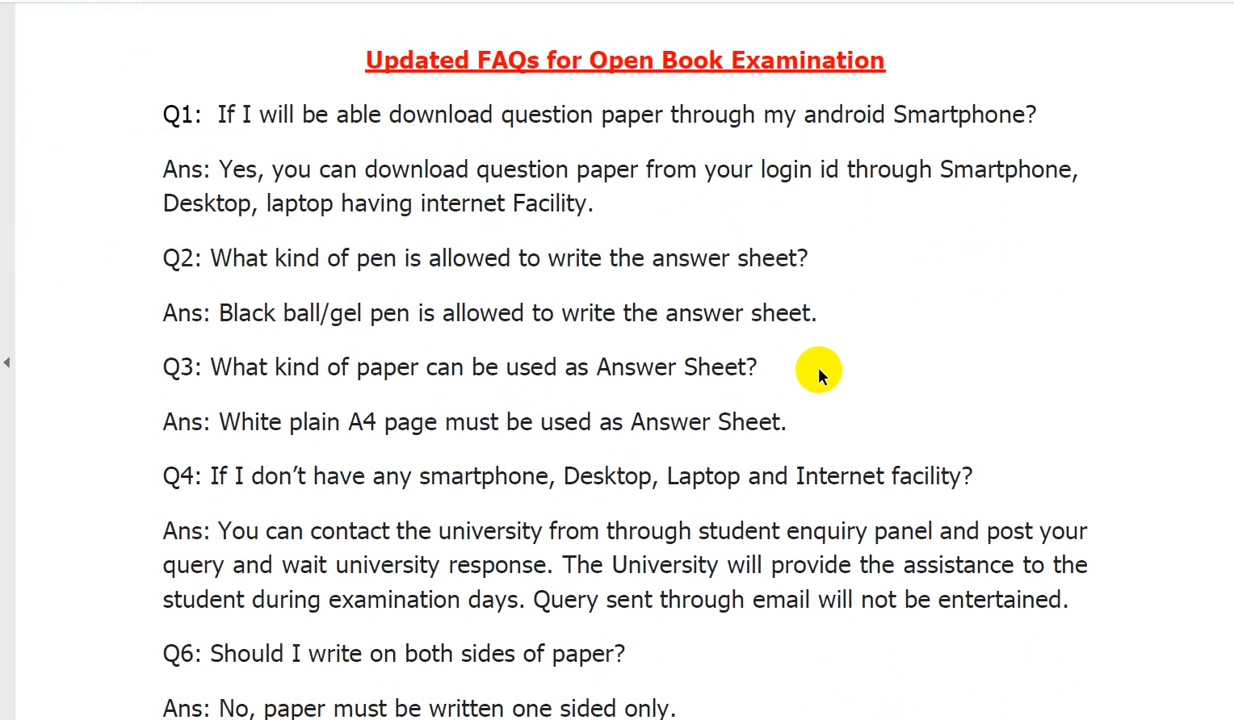 Updated FAQs for Open Book Examination
Q1: If I will be able download question paper through my android Smartphone?
Ans: Yes, you can download question paper from your login id through Smartphone,
Desktop, laptop having internet Facility.
Q2: What kind of pen is allowed to write the answer sheet?
Ans: Black ball/gel pen is allowed to write the answer sheet.
Q3: What kind of paper can be used as Answer Sheet?
Ans: White plain A4 page must be used as Answer Sheet.
Q4: If I don’t have any smartphone, Desktop, Laptop and Internet facility?
Ans: You can contact the university from through student enquiry panel and post your
query and wait university response. The University will provide the assistance to the
student during examination days. Query sent through email will not be entertained.
Q6: Should I write on both sides of paper?
Ans: No, paper must be written one sided only.